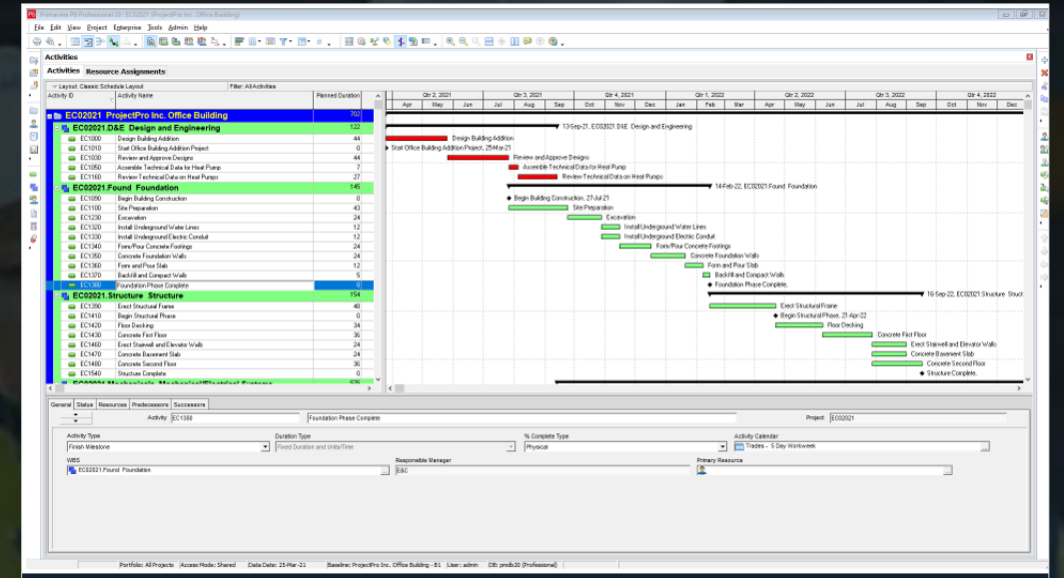 Primavera P6 Professional 20 : EC02021 (ProjectPro Inc. Office Building)
File Edit View Project Enterprise Tools Admin Help
Activities
Activities Resource Assignments
Layout: Classic Schedule Layout Filter: All Activities
Activity ID Activity Name Planned Duration Qtr 2, 2021 Qtr 3, 2021 Qtr 4, 2021 Qtr 1, 2022 Qtr 2, 2022 Qtr 3, 2022 Qtr 4, 2022
Apr May Jun Jul Aug Sep Oct Nov Dec Jan Feb Mar Apr May Jun Jul Aug Sep Oct Nov Dec
EC02021 ProjectPro Inc. Office Building 702
EC02021.D&E Design and Engineering 122 13-Sep-21, EC02021.D&E Design and Engineering
EC1000 Design Building Addition 44 Design Building Addition
EC1010 Start Office Building Addition Project 0 Start Office Building Addition Project, 25-Mar-21
EC1030 Review and Approve Designs 44 Review and Approve Designs
EC1050 Assemble Technical Data for Heat Pump 7 Assemble Technical Data for Heat Pump
EC1160 Review Technical Data on Heat Pumps 27 Review Technical Data on Heat Pumps
EC02021.Found Foundation 145 14-Feb-22, EC02021.Found Foundation
EC1090 Begin Building Construction 0 Begin Building Construction, 27-Jul-21
EC1100 Site Preparation 43 Site Preparation
EC1230 Excavation 24 Excavation
EC1320 Install Underground Water Lines 12 Install Underground Water Lines
EC1330 Install Underground Electric Conduit 12 Install Underground Electric Conduit
EC1340 Form/Pour Concrete Footings 24 Form/Pour Concrete Footings
EC1350 Concrete Foundation Walls 24 Concrete Foundation Walls
EC1360 Form and Pour Slab 12 Form and Pour Slab
EC1370 Backfill and Compact Walls 5 Backfill and Compact Walls
EC1380 Foundation Phase Complete 0 Foundation Phase Complete,
EC02021.Structure Structure 154 16-Sep-22, EC02021.Structure Struct
EC1390 Erect Structural Frame 40 Erect Structural Frame
EC1410 Begin Structural Phase 0 Begin Structural Phase, 21-Apr-22
EC1420 Floor Decking 34 Floor Decking
EC1430 Concrete First Floor 36 Concrete First Floor
EC1460 Erect Stairwell and Elevator Walls 24 Erect Stairwell and Elevator Walls
EC1470 Concrete Basement Slab 24 Concrete Basement Slab
EC1480 Concrete Second Floor 36 Concrete Second Floor
EC1540 Structure Complete 0 Structure Complete,
General Status Resources Predecessors Successors
Activity EC1380 Foundation Phase Complete Project EC02021
Activity Type Duration Type % Complete Type Activity Calendar
Finish Milestone Fixed Duration and Units/Time Physical Trades - 5 Day Workweek
WBS Responsible Manager Primary Resource
EC02021.Found Foundation E&C
Portfolio: All Projects Access Mode: Shared Data Date: 25-Mar-21 Baseline: ProjectPro Inc. Office Building - B1 User: admin DB: pmdb20 (Professional)